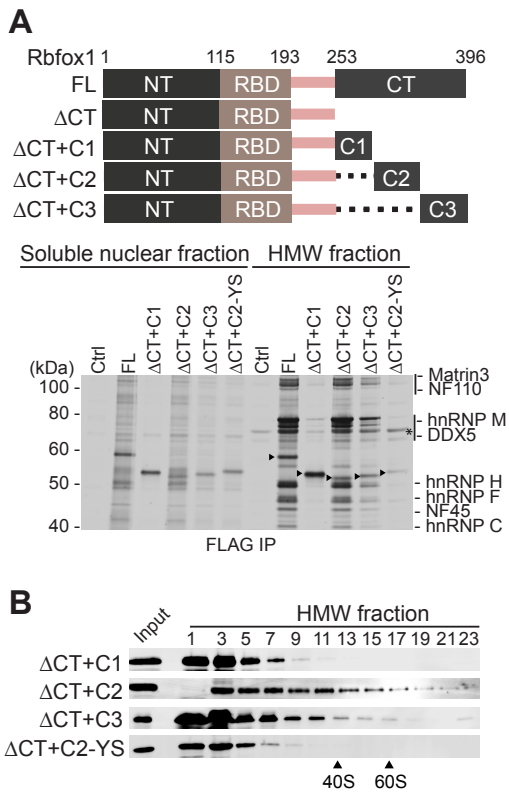 A
Rbfox1 1 115 193 253 396
FL NT RBD CT
ΔCT NT RBD
ΔCT+C1 NT RBD C1
ΔCT+C2 NT RBD C2
ΔCT+C3 NT RBD C3
Soluble nuclear fraction HMW fraction
Ctrl FL ΔCT+C1 ΔCT+C2 ΔCT+C3 ΔCT+C2-YS Ctrl FL ΔCT+C1 ΔCT+C2 ΔCT+C3 ΔCT+C2-YS
(kDa)
100 -
80 -
60 -
50 -
40 -
- Matrin3
- NF110
- hnRNP M
* - DDX5
- hnRNP H
- hnRNP F
- NF45
- hnRNP C
FLAG IP
B
Input HMW fraction
1 3 5 7 9 11 13 15 17 19 21 23
ΔCT+C1
ΔCT+C2
ΔCT+C3
ΔCT+C2-YS
40S 60S